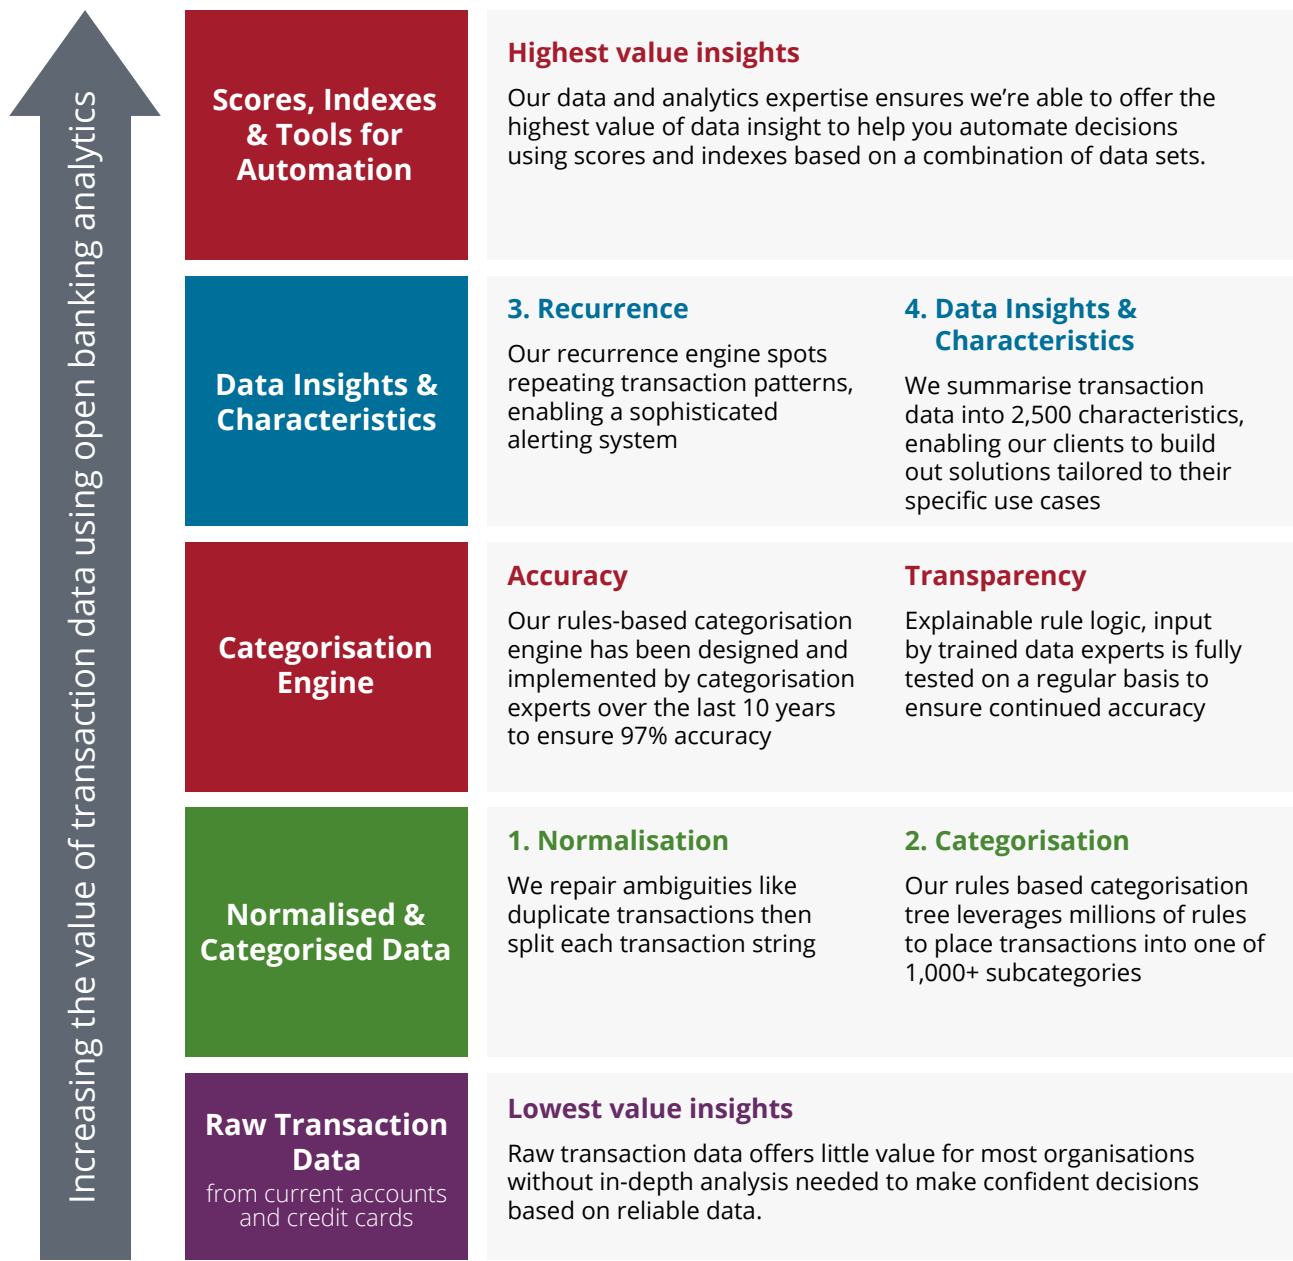 Increasing the value of transaction data using open banking analytics
Scores, Indexes
& Tools for
Automation
Highest value insights
Our data and analytics expertise ensures we’re able to offer the
highest value of data insight to help you automate decisions
using scores and indexes based on a combination of data sets.
Data Insights &
Characteristics
3. Recurrence
Our recurrence engine spots
repeating transaction patterns,
enabling a sophisticated
alerting system
4. Data Insights &
Characteristics
We summarise transaction
data into 2,500 characteristics,
enabling our clients to build
out solutions tailored to their
specific use cases
Categorisation
Engine
Accuracy
Our rules-based categorisation
engine has been designed and
implemented by categorisation
experts over the last 10 years
to ensure 97% accuracy
Transparency
Explainable rule logic, input
by trained data experts is fully
tested on a regular basis to
ensure continued accuracy
Normalised &
Categorised Data
1. Normalisation
We repair ambiguities like
duplicate transactions then
split each transaction string
2. Categorisation
Our rules based categorisation
tree leverages millions of rules
to place transactions into one of
1,000+ subcategories
Raw Transaction
Data
from current accounts
and credit cards
Lowest value insights
Raw transaction data offers little value for most organisations
without in-depth analysis needed to make confident decisions
based on reliable data.